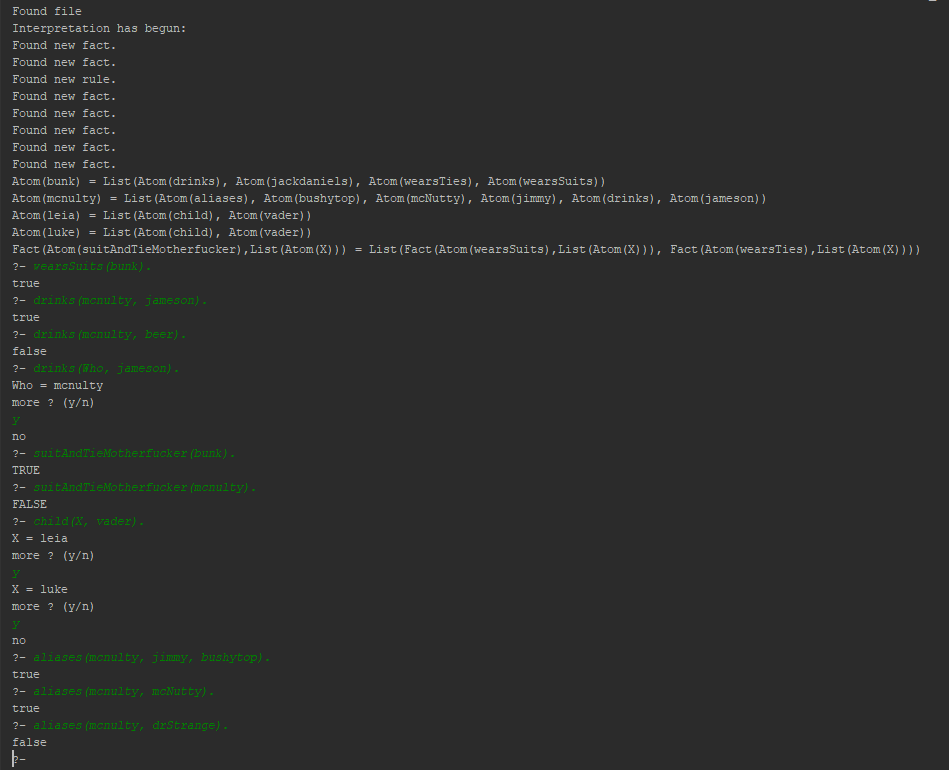 Found file
Interpretation has begun:
Found new fact.
Found new fact.
Found new rule.
Found new fact.
Found new fact.
Found new fact.
Found new fact.
Found new fact.
Atom(bunk) = List(Atom(drinks), Atom(jackdaniels), Atom(wearsTies), Atom(wearsSuits))
Atom(mcnulty) = List(Atom(aliases), Atom(bushytop), Atom(mcNutty), Atom(jimmy), Atom(drinks), Atom(jameson))
Atom(leia) = List(Atom(child), Atom(vader))
Atom(luke) = List(Atom(child), Atom(vader))
Fact(Atom(suitAndTieMotherfucker),List(Atom(X))) = List(Fact(Atom(wearsSuits),List(Atom(X))), Fact(Atom(wearsTies),List(Atom(X))))
?- wearsSuits(bunk).
true
?- drinks(mcnulty, jameson).
true
?- drinks(mcnulty, beer).
false
?- drinks(Who, jameson).
Who = mcnulty
more ? (y/n)
y
no
?- suitAndTieMotherfucker(bunk).
TRUE
?- suitAndTieMotherfucker(mcnulty).
FALSE
?- child(X, vader).
X = leia
more ? (y/n)
y
X = luke
more ? (y/n)
y
no
?- aliases(mcnulty, jimmy, bushytop).
true
?- aliases(mcnulty, mcNutty).
true
?- aliases(mcnulty, drStrange).
false
?-